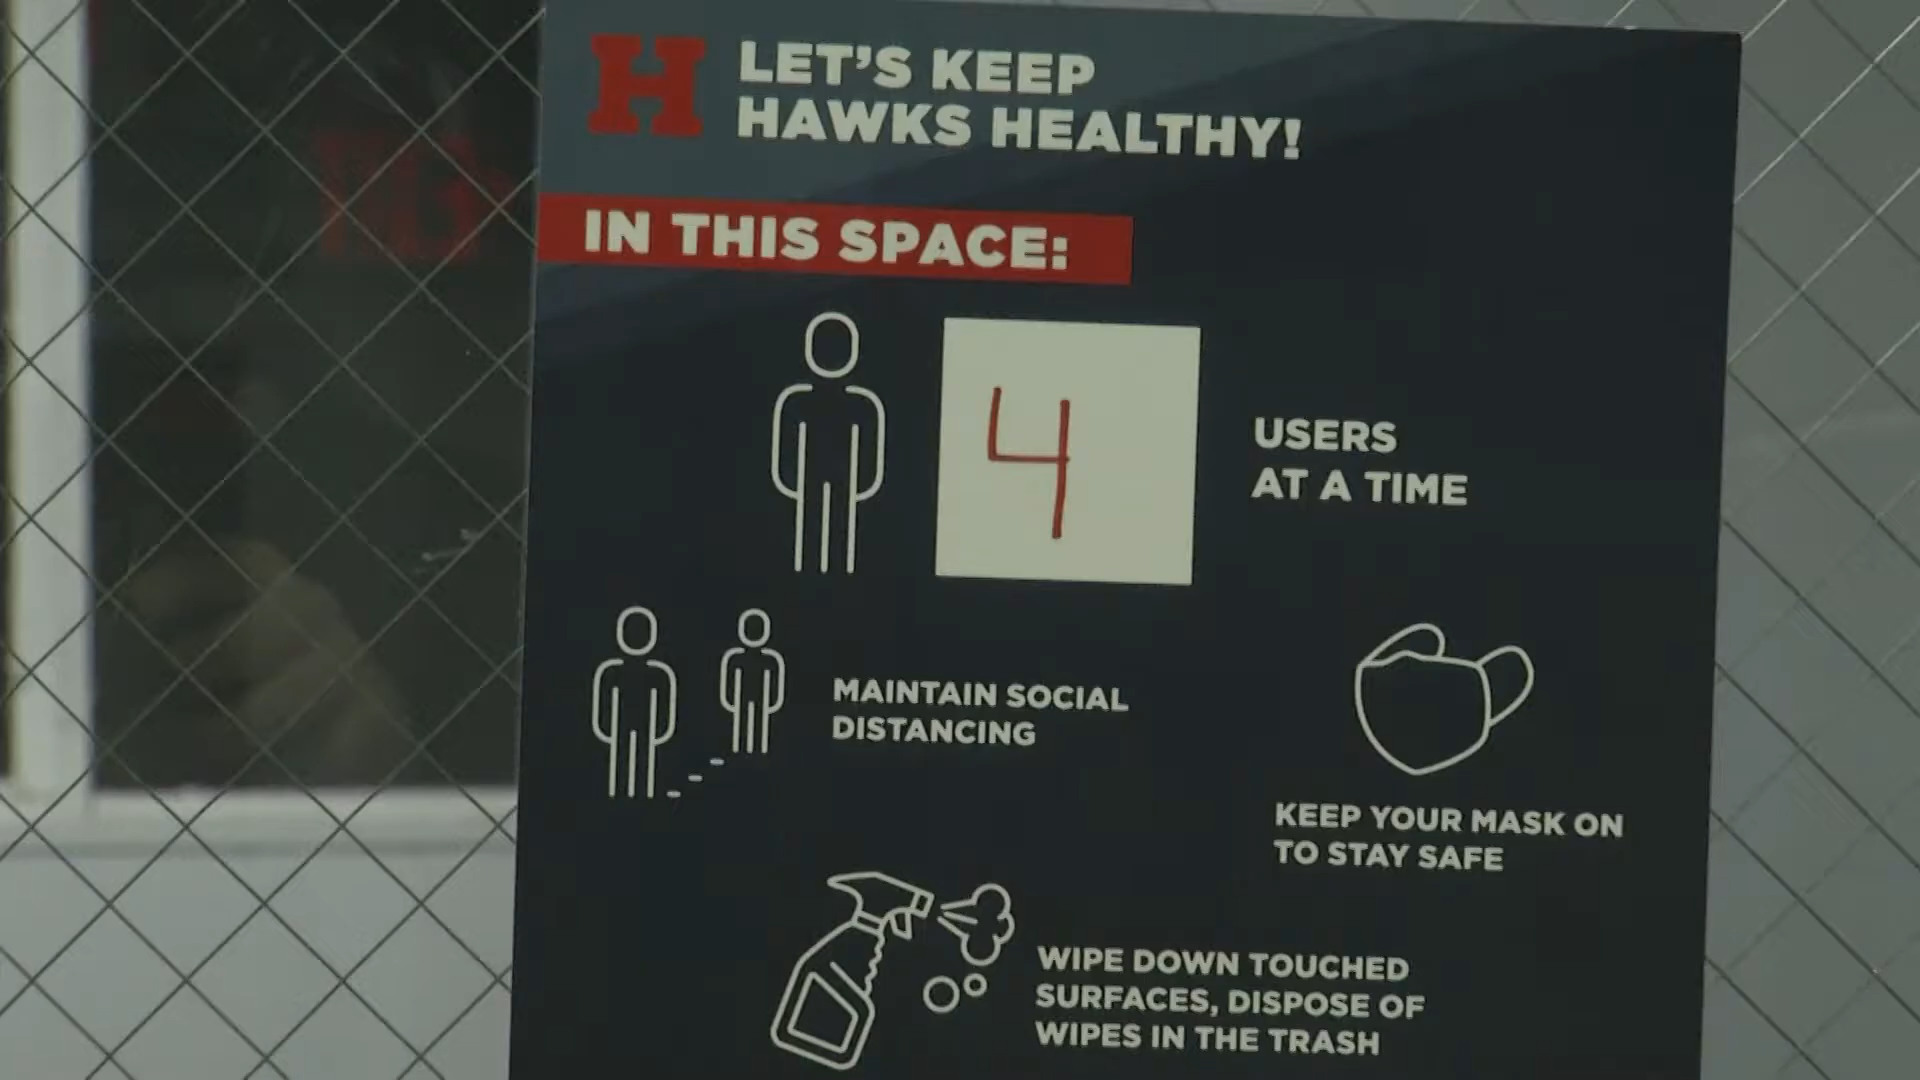 H
LET'S KEEP
HAWKS HEALTHY!
IN THIS SPACE:
4
USERS
AT A TIME
MAINTAIN SOCIAL
DISTANCING
KEEP YOUR MASK ON
TO STAY SAFE
WIPE DOWN TOUCHED
SURFACES, DISPOSE OF
WIPES IN THE TRASH